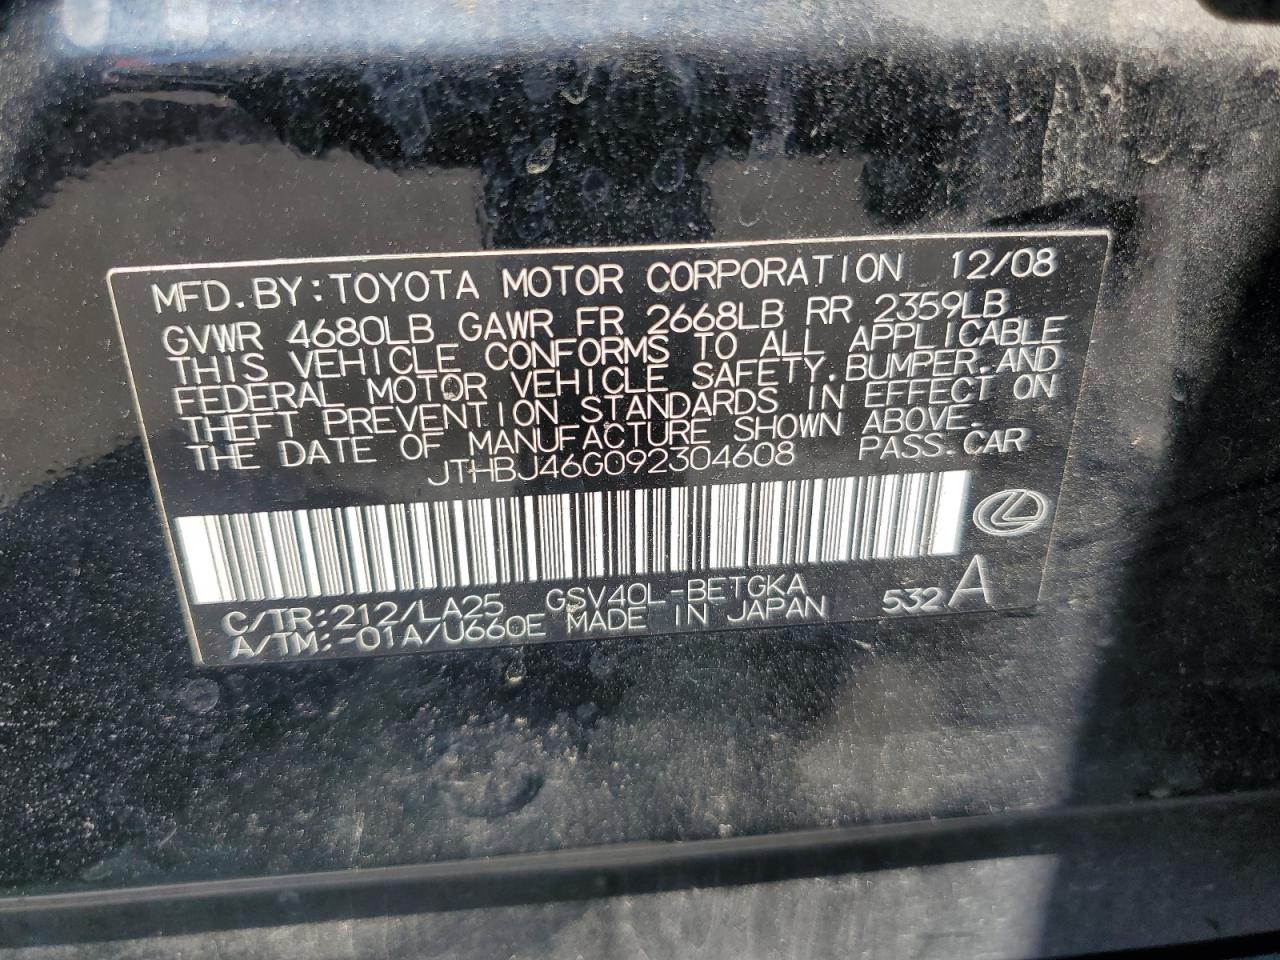 MFD.BY:TOYOTA MOTOR CORPORATION 12/08
GVWR 4680LB GAWR FR 2668LB RR 2359LB
THIS VEHICLE CONFORMS TO ALL APPLICABLE
FEDERAL MOTOR VEHICLE SAFETY,BUMPER,AND
THEFT PREVENTION STANDARDS IN EFFECT ON
THE DATE OF MANUFACTURE SHOWN ABOVE.
JTHBJ46G092304608 PASS.CAR
C/TR:212/LA25 GSV40L-BETGKA 532 A
A/TM:-01A/U660E MADE IN JAPAN